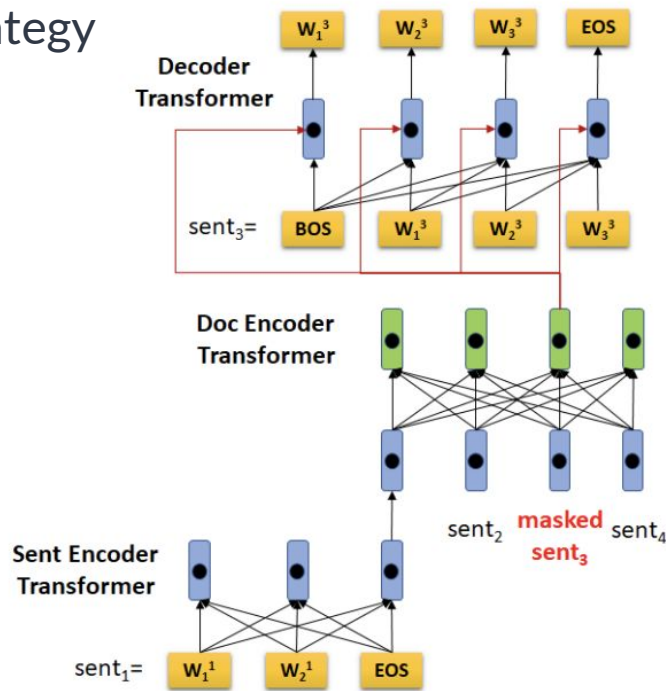 ategy
W₁³ W₂³ W₃³ EOS
Decoder
Transformer
sent₃= BOS W₁³ W₂³ W₃³
Doc Encoder
Transformer
sent₂ masked sent₄
sent₃
Sent Encoder
Transformer
sent₁= W₁¹ W₂¹ EOS